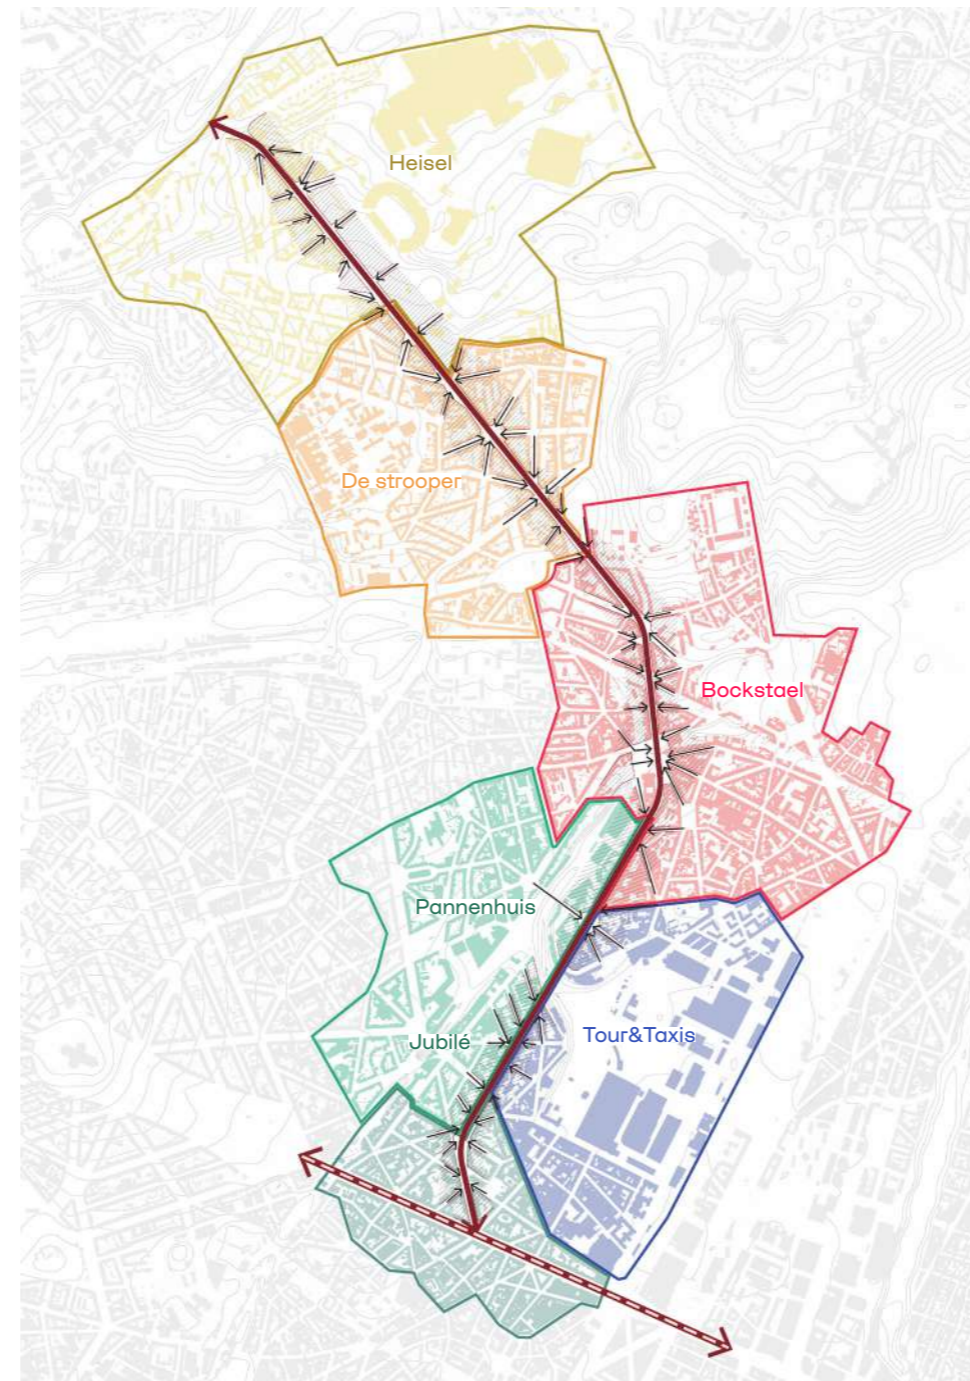 Heisel
De strooper
Bockstael
Pannenhuis
Jubilé
Tour&Taxis